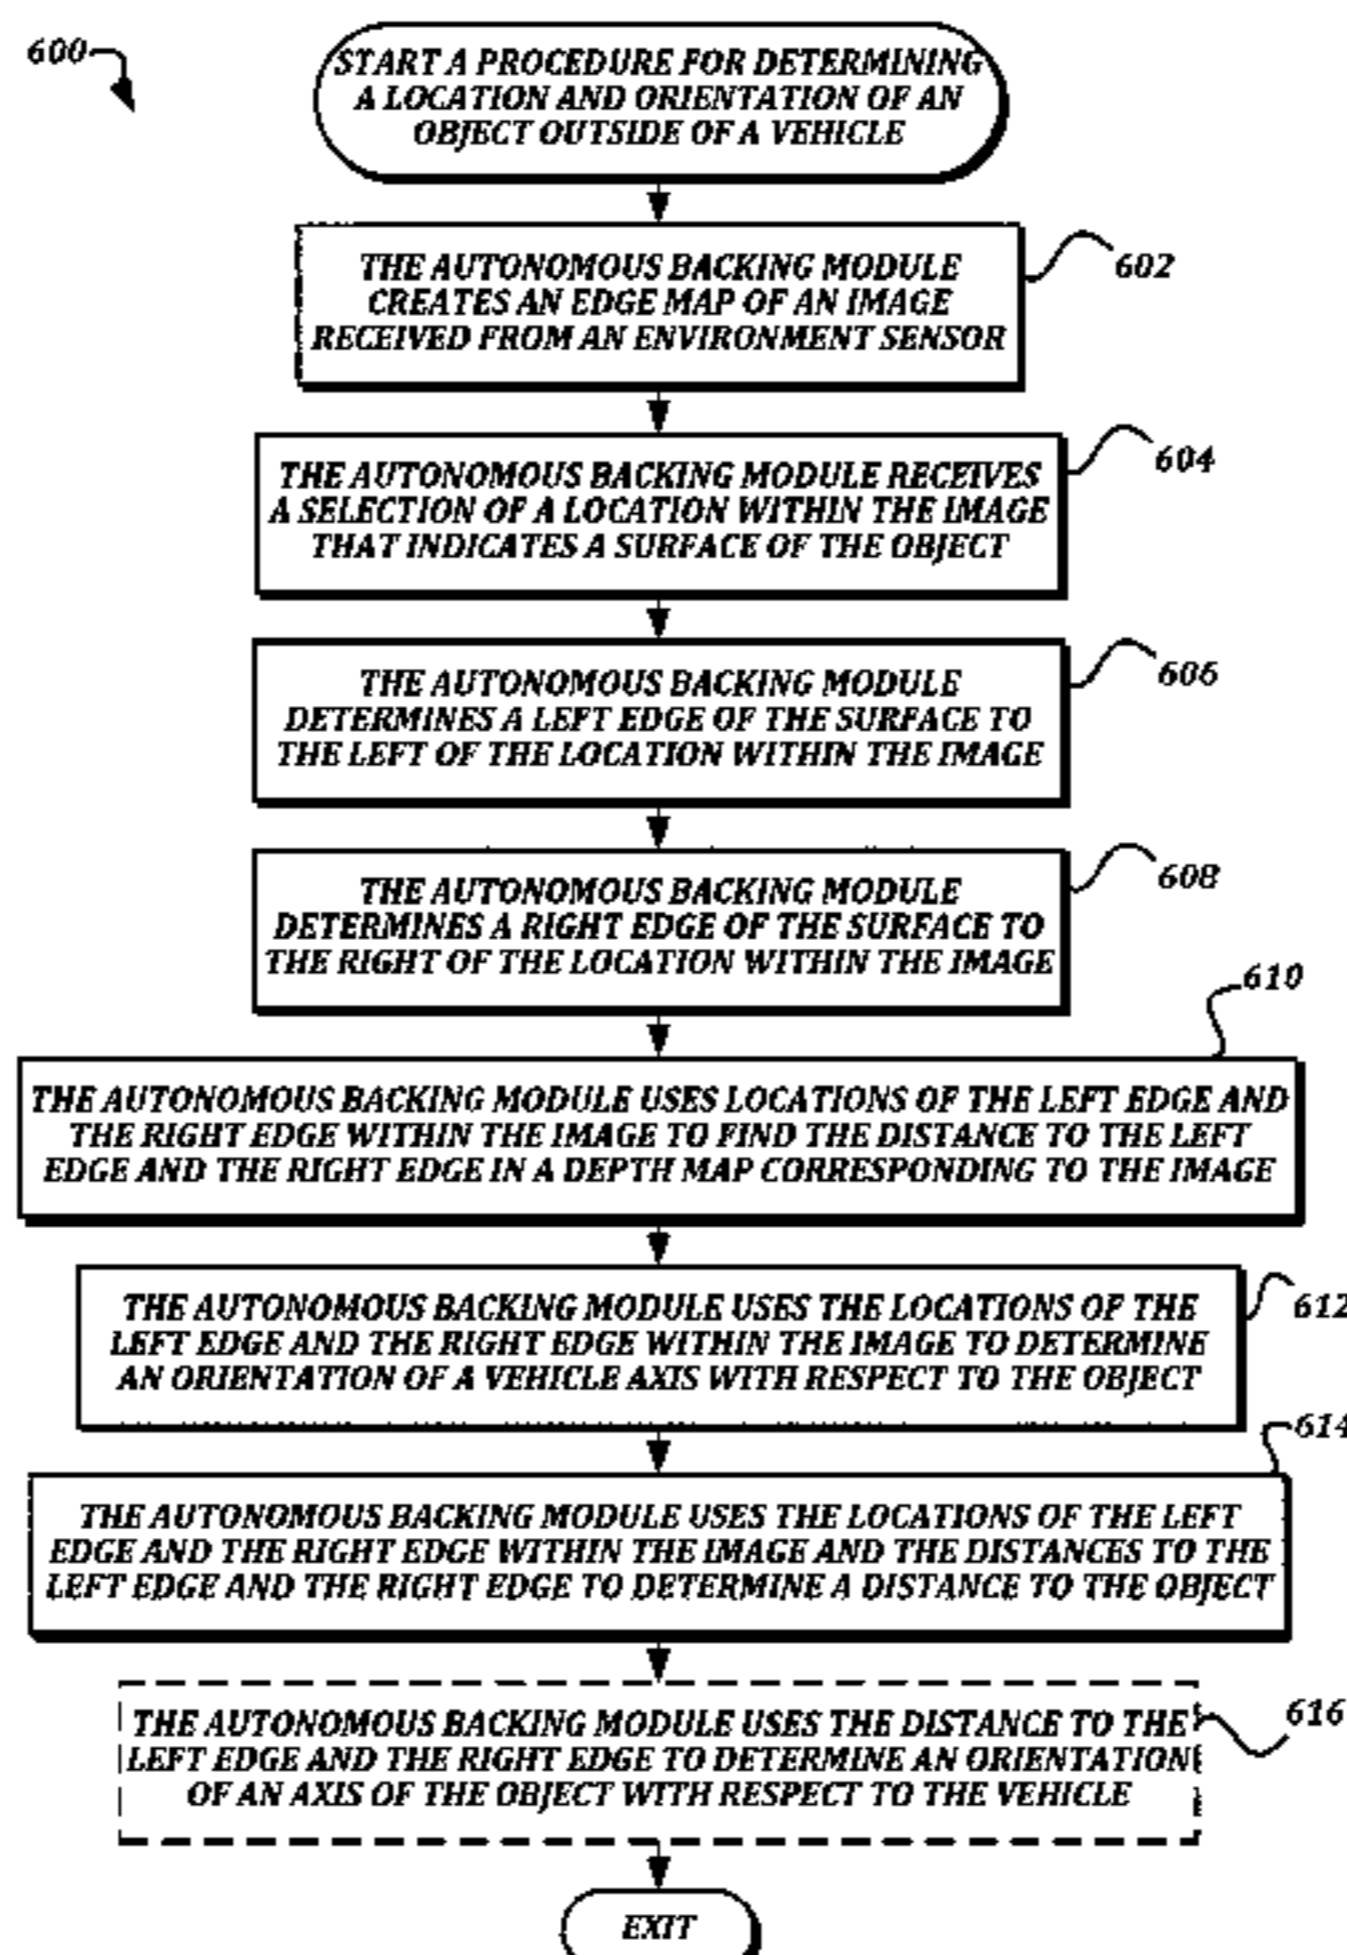 600
START A PROCEDURE FOR DETERMINING
A LOCATION AND ORIENTATION OF AN
OBJECT OUTSIDE OF A VEHICLE
THE AUTONOMOUS BACKING MODULE
CREATES AN EDGE MAP OF AN IMAGE
RECEIVED FROM AN ENVIRONMENT SENSOR
602
THE AUTONOMOUS BACKING MODULE RECEIVES
A SELECTION OF A LOCATION WITHIN THE IMAGE
THAT INDICATES A SURFACE OF THE OBJECT
604
THE AUTONOMOUS BACKING MODULE
DETERMINES A LEFT EDGE OF THE SURFACE TO
THE LEFT OF THE LOCATION WITHIN THE IMAGE
606
THE AUTONOMOUS BACKING MODULE
DETERMINES A RIGHT EDGE OF THE SURFACE TO
THE RIGHT OF THE LOCATION WITHIN THE IMAGE
608
610
THE AUTONOMOUS BACKING MODULE USES LOCATIONS OF THE LEFT EDGE AND
THE RIGHT EDGE WITHIN THE IMAGE TO FIND THE DISTANCE TO THE LEFT
EDGE AND THE RIGHT EDGE IN A DEPTH MAP CORRESPONDING TO THE IMAGE
THE AUTONOMOUS BACKING MODULE USES THE LOCATIONS OF THE
LEFT EDGE AND THE RIGHT EDGE WITHIN THE IMAGE TO DETERMINE
AN ORIENTATION OF A VEHICLE AXIS WITH RESPECT TO THE OBJECT
612
614
THE AUTONOMOUS BACKING MODULE USES THE LOCATIONS OF THE LEFT
EDGE AND THE RIGHT EDGE WITHIN THE IMAGE AND THE DISTANCES TO THE
LEFT EDGE AND THE RIGHT EDGE TO DETERMINE A DISTANCE TO THE OBJECT
THE AUTONOMOUS BACKING MODULE USES THE DISTANCE TO THE
LEFT EDGE AND THE RIGHT EDGE TO DETERMINE AN ORIENTATION
OF AN AXIS OF THE OBJECT WITH RESPECT TO THE VEHICLE
616
EXIT